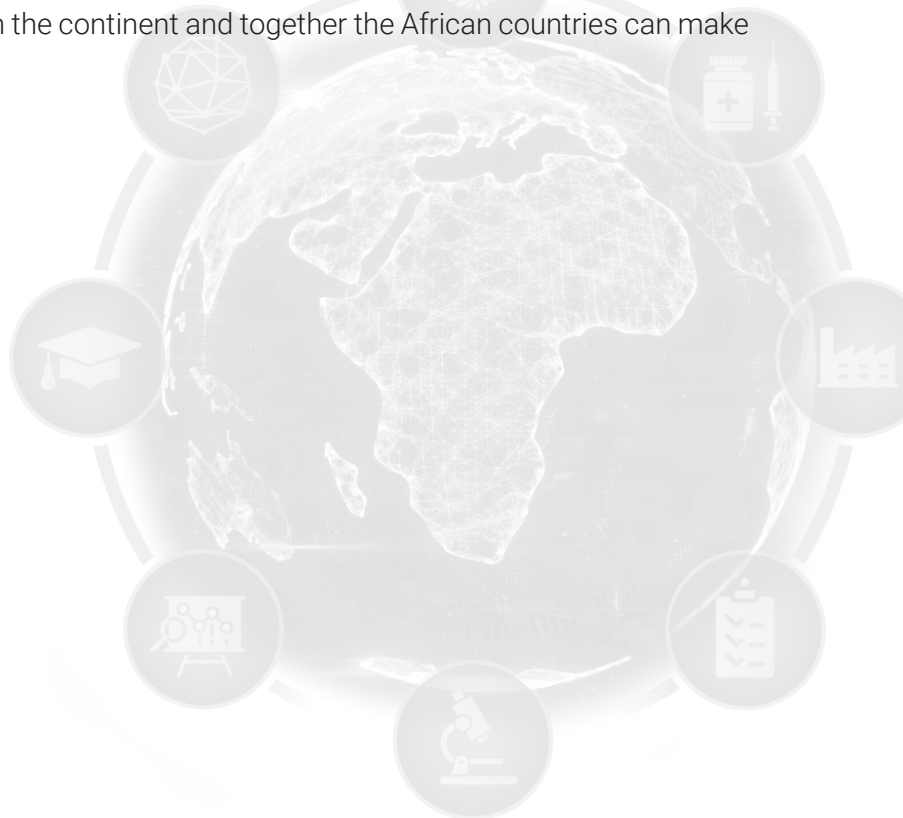 the continent and together the African countries can make